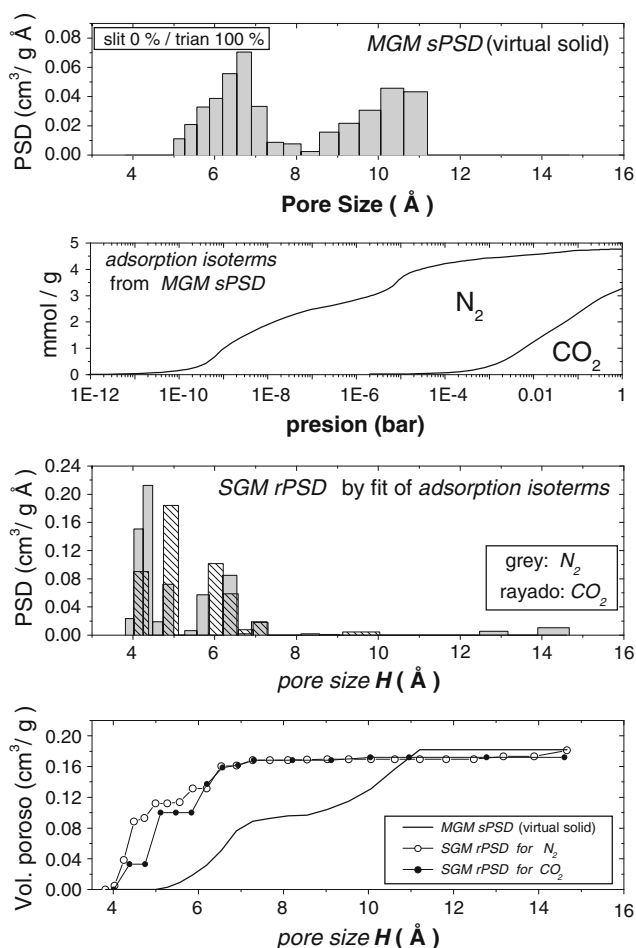 slit 0 % / trian 100 %
MGM sPSD (virtual solid)
PSD (cm³/ g Å)
0.08
0.06
0.04
0.02
0.00
4 6 8 10 12 14 16
Pore Size ( Å )
adsorption isoterms
from MGM sPSD
mmol / g
5
4
3
2
1
0
N₂
CO₂
1E-12 1E-10 1E-8 1E-6 1E-4 0.01 1
presion (bar)
SGM rPSD by fit of adsorption isoterms
PSD (cm³/ g Å)
0.24
0.20
0.16
0.12
0.08
0.04
0.00
grey: N₂
rayado: CO₂
4 6 8 10 12 14 16
pore size H ( Å )
Vol. poroso (cm³/ g)
0.20
0.16
0.12
0.08
0.04
0.00
MGM sPSD (virtual solid)
SGM rPSD for N₂
SGM rPSD for CO₂
4 6 8 10 12 14 16
pore size H ( Å )